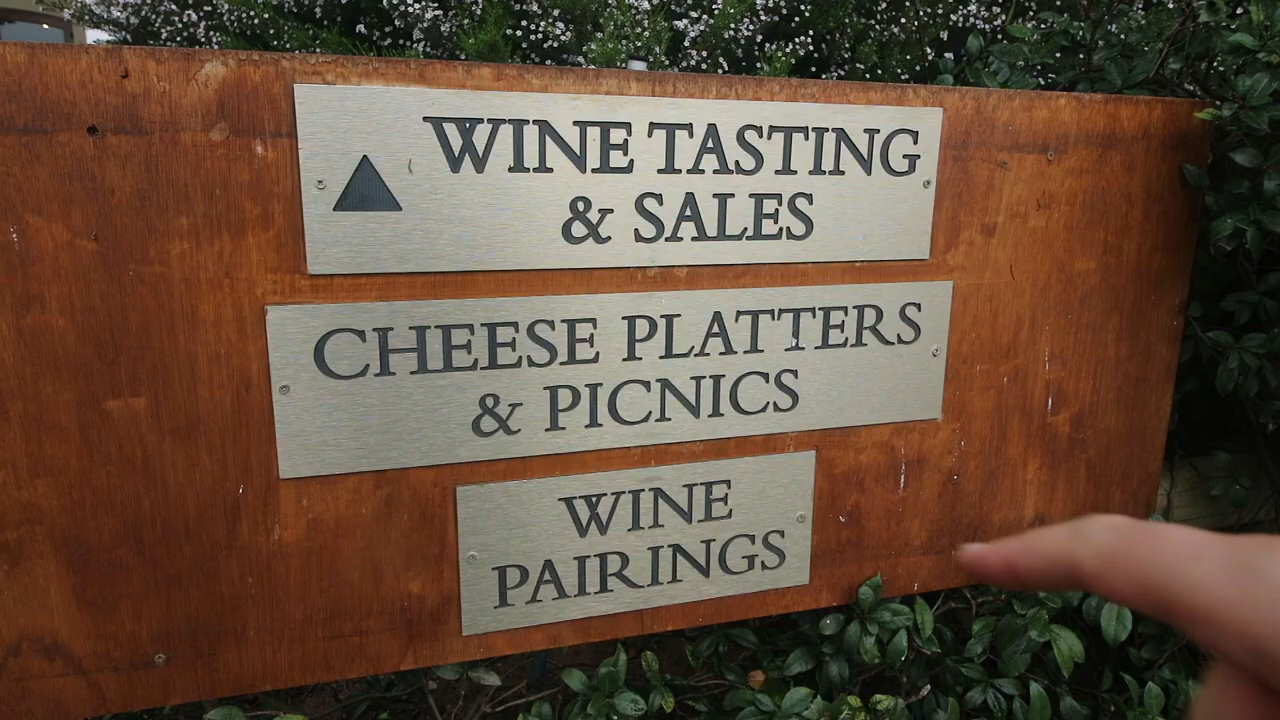 WINE TASTING
& SALES
CHEESE PLATTERS
& PICNICS
WINE
PAIRINGS